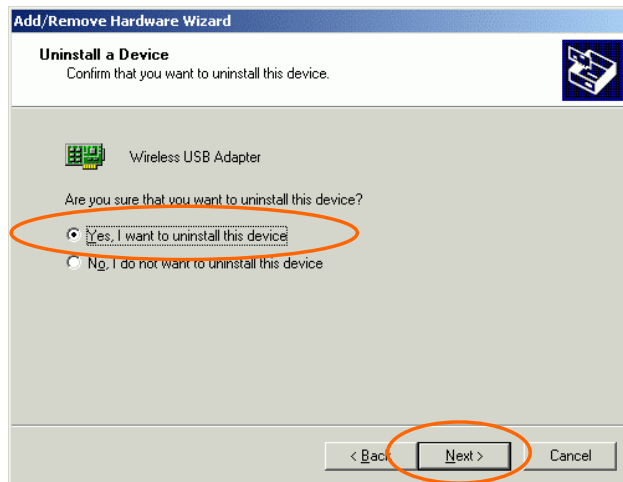 Add/Remove Hardware Wizard
Uninstall a Device
Confirm that you want to uninstall this device.
Wireless USB Adapter
Are you sure that you want to uninstall this device?
Yes, I want to uninstall this device
No, I do not want to uninstall this device
< Back Next > Cancel